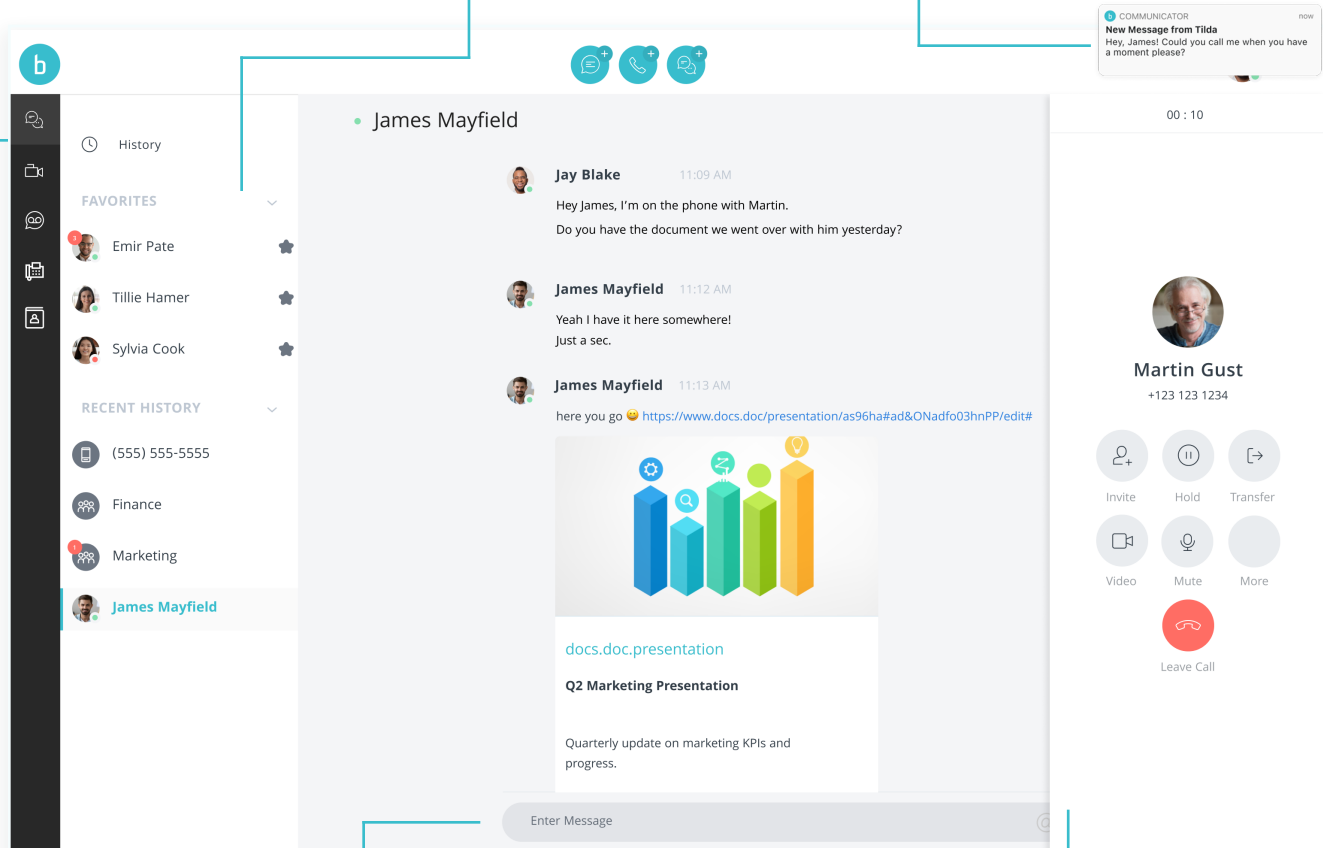 b COMMUNICATOR now
New Message from Tilda
Hey, James! Could you call me when you have
a moment please?
b
History
FAVORITES
3
Emir Pate
Tillie Hamer
Sylvia Cook
RECENT HISTORY
(555) 555-5555
Finance
1
Marketing
James Mayfield
James Mayfield
Jay Blake 11:09 AM
Hey James, I’m on the phone with Martin.
Do you have the document we went over with him yesterday?
James Mayfield 11:12 AM
Yeah I have it here somewhere!
Just a sec.
James Mayfield 11:13 AM
here you go 😀 https://www.docs.doc/presentation/as96ha#ad&ONadfo03hnPP/edit#
docs.doc.presentation
Q2 Marketing Presentation
Quarterly update on marketing KPIs and
progress.
Enter Message @
00 : 10
Martin Gust
+123 123 1234
Invite Hold Transfer
Video Mute More
Leave Call